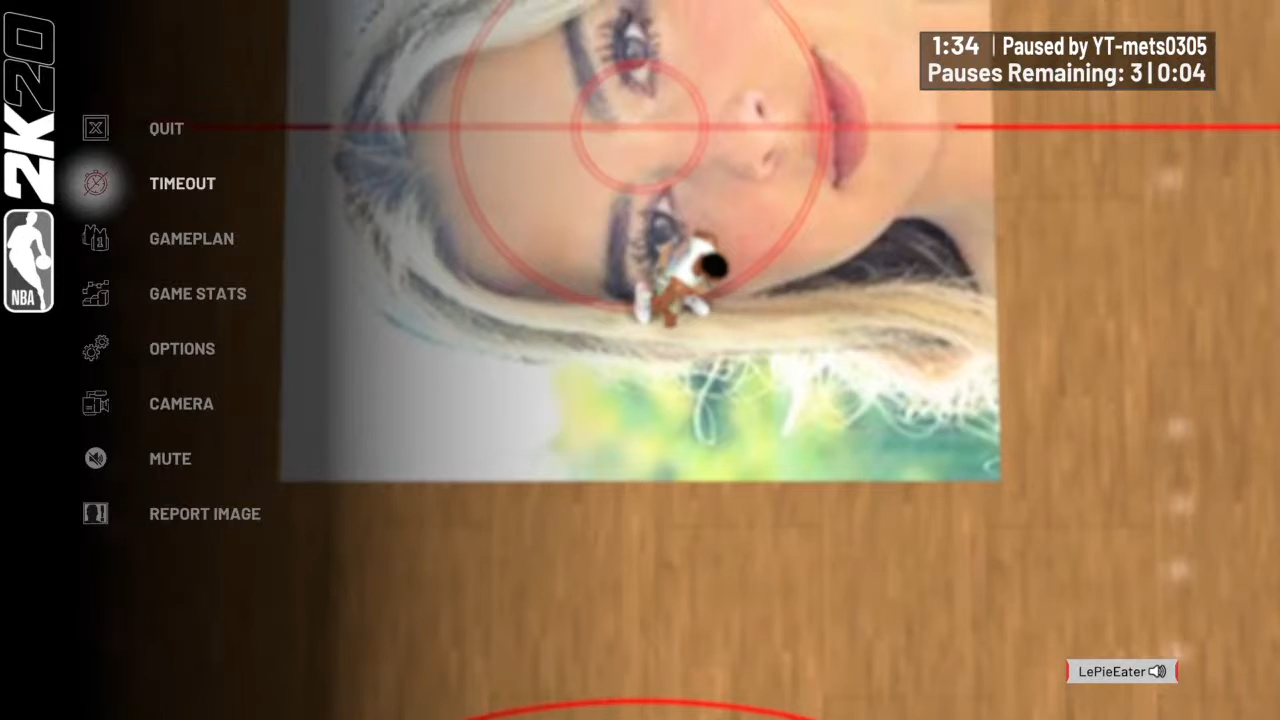 NBA 2K20
QUIT
TIMEOUT
GAMEPLAN
GAME STATS
OPTIONS
CAMERA
MUTE
REPORT IMAGE
1:34 | Paused by YT-mets0305
Pauses Remaining: 3 | 0:04
LePieEater